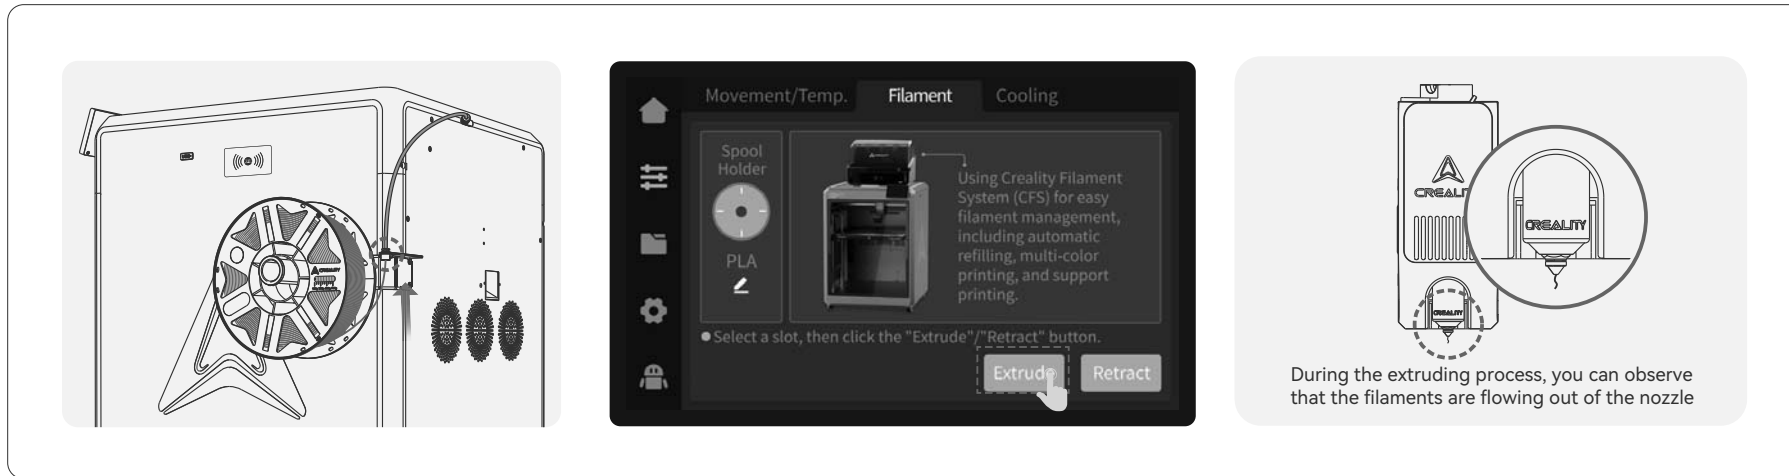 CREALITY
Movement/Temp.
Filament
Cooling
Spool
Holder
PLA
Using Creality Filament
System (CFS) for easy
filament management,
including automatic
refilling, multi-color
printing, and support
printing.
Select a slot, then click the "Extrude"/"Retract" button.
Extrude
Retract
CREALITY
CREALITY
CREALITY
During the extruding process, you can observe
that the filaments are flowing out of the nozzle